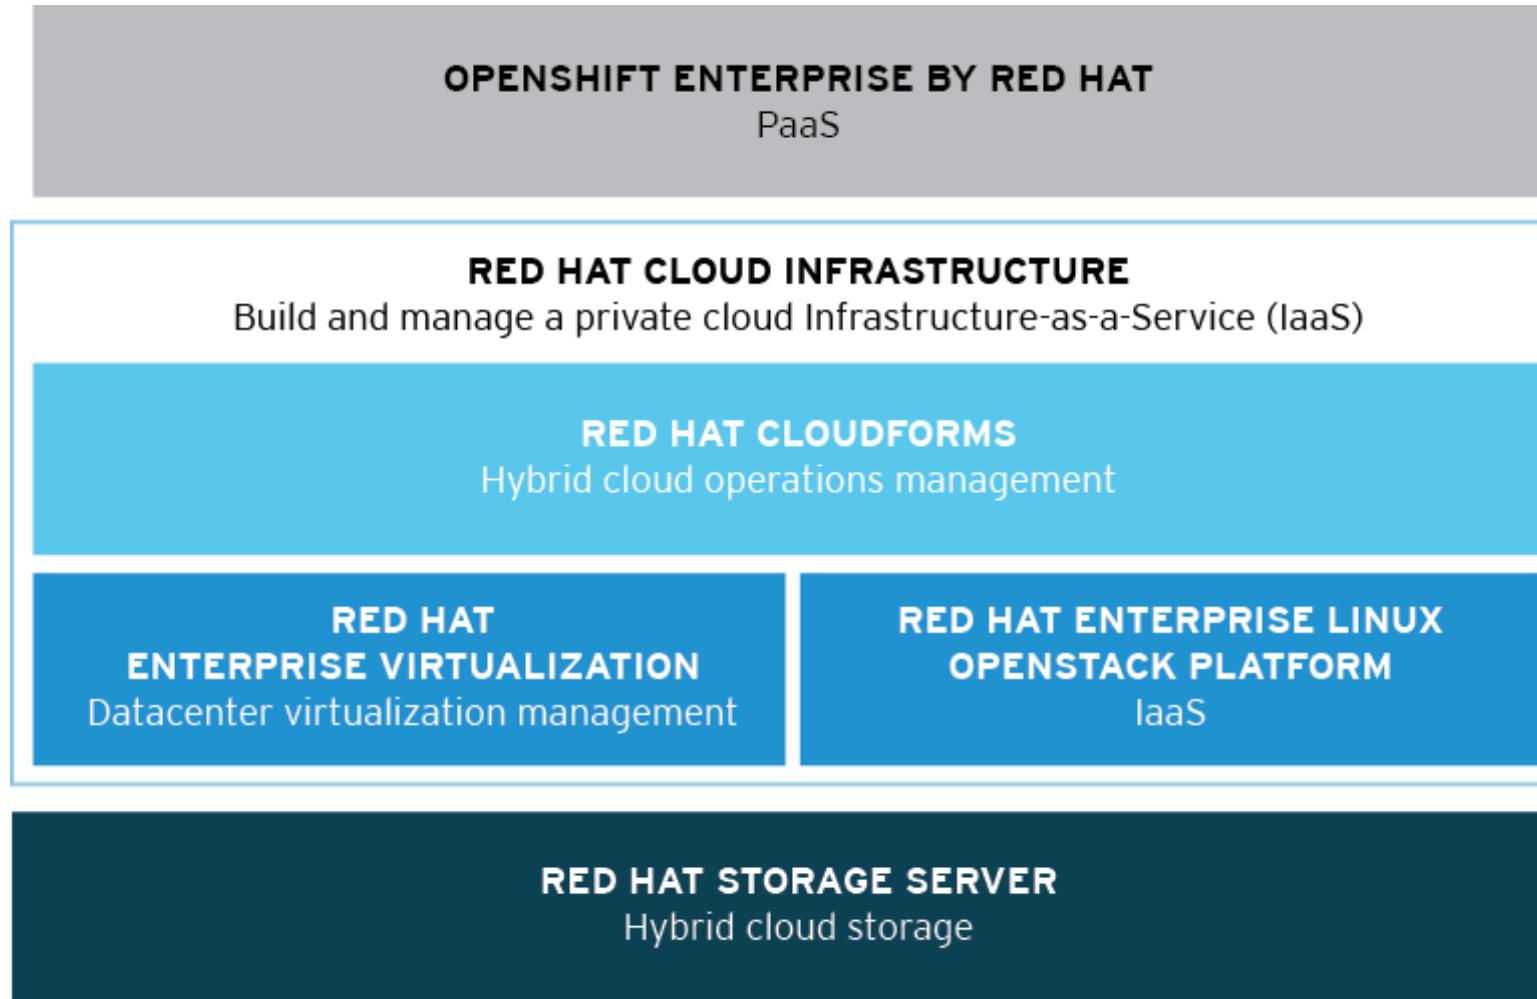 OPENSHIFT ENTERPRISE BY RED HAT
PaaS
RED HAT CLOUD INFRASTRUCTURE
Build and manage a private cloud Infrastructure-as-a-Service (IaaS)
RED HAT CLOUDFORMS
Hybrid cloud operations management
RED HAT
ENTERPRISE VIRTUALIZATION
Datacenter virtualization management
RED HAT ENTERPRISE LINUX
OPENSTACK PLATFORM
IaaS
RED HAT STORAGE SERVER
Hybrid cloud storage